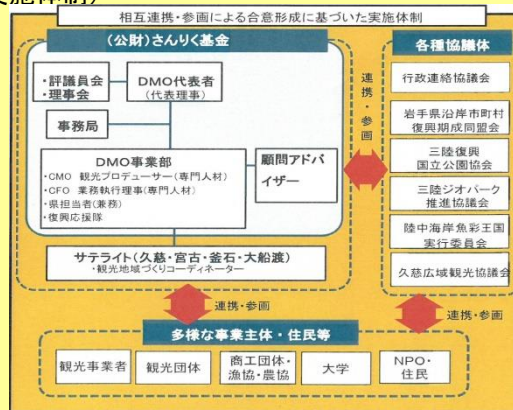 相互連携・参画による合意形成に基づいた実施体制
(公財)さんりく基金
・評議員会
・理事会
DMO代表者
(代表理事)
事務局
DMO事業部
・CMO 観光プロデューサー(専門人材)
・CFO 業務執行理事(専門人材)
・県担当者(兼務)
・復興応援隊
顧問アドバ
イザー
サテライト(久慈・宮古・釜石・大船渡)
・観光地域づくりコーディネーター
連携・参画
各種協議体
行政連絡協議会
岩手県沿岸市町村
復興期成同盟会
三陸復興
国立公園協会
三陸ジオパーク
推進協議会
陸中海岸魚彩王国
実行委員会
久慈広域観光協議会
連携・参画
連携・参画
多様な事業主体・住民等
観光事業者
観光団体
商工団体・
漁協・農協
大学
NPO・
住民